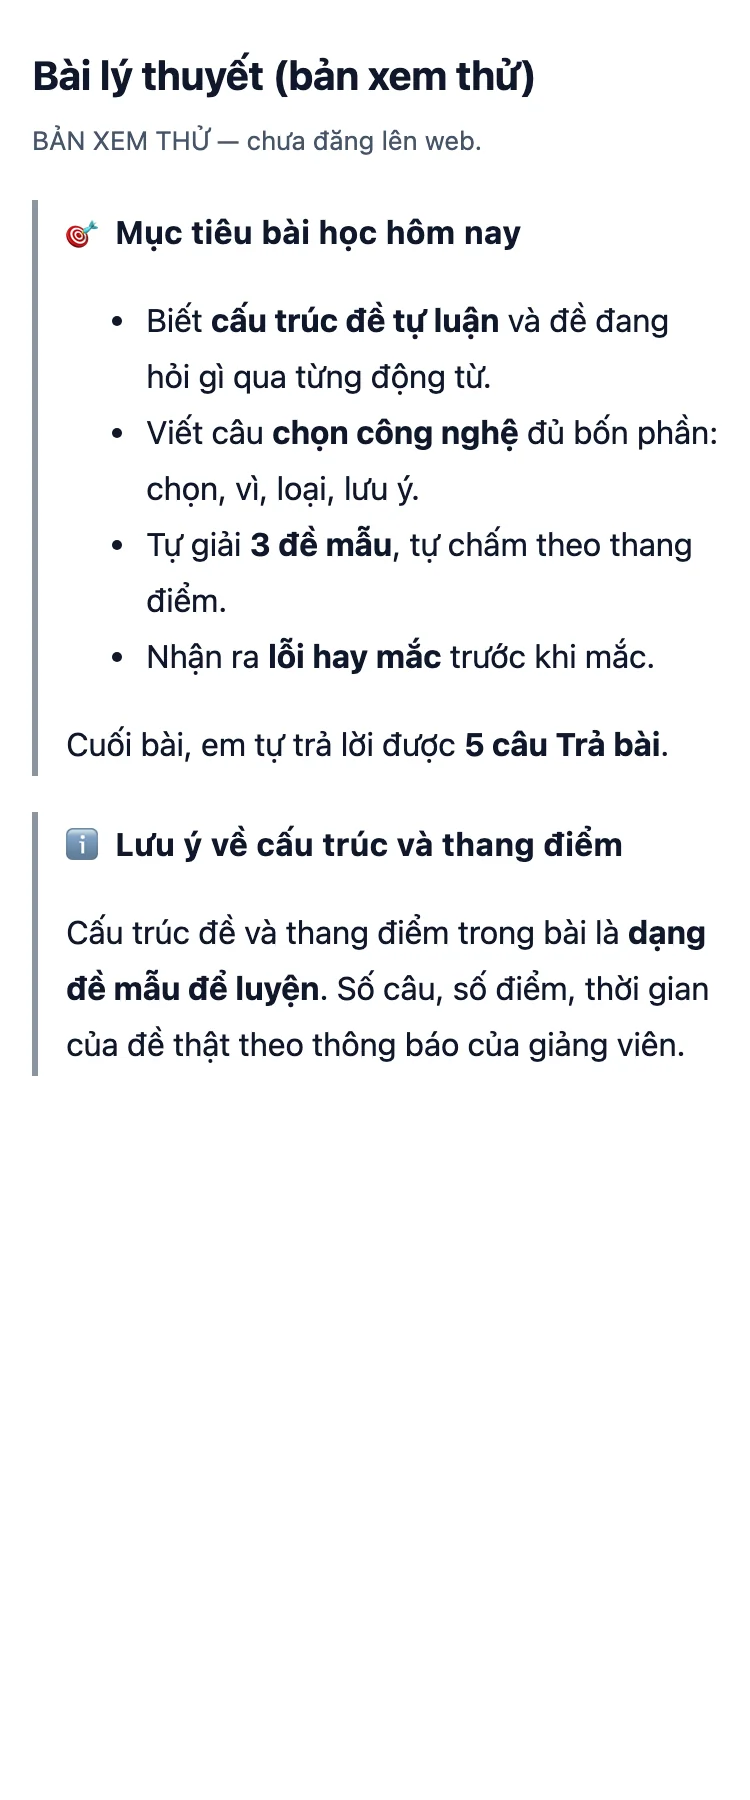 Bài lý thuyết (bản xem thử)
BẢN XEM THỬ — chưa đăng lên web.
🎯 Mục tiêu bài học hôm nay
• Biết cấu trúc đề tự luận và đề đang
hỏi gì qua từng động từ.
• Viết câu chọn công nghệ đủ bốn phần:
chọn, vì, loại, lưu ý.
• Tự giải 3 đề mẫu, tự chấm theo thang
điểm.
• Nhận ra lỗi hay mắc trước khi mắc.
Cuối bài, em tự trả lời được 5 câu Trả bài.
ℹ️ Lưu ý về cấu trúc và thang điểm
Cấu trúc đề và thang điểm trong bài là dạng
đề mẫu để luyện. Số câu, số điểm, thời gian
của đề thật theo thông báo của giảng viên.